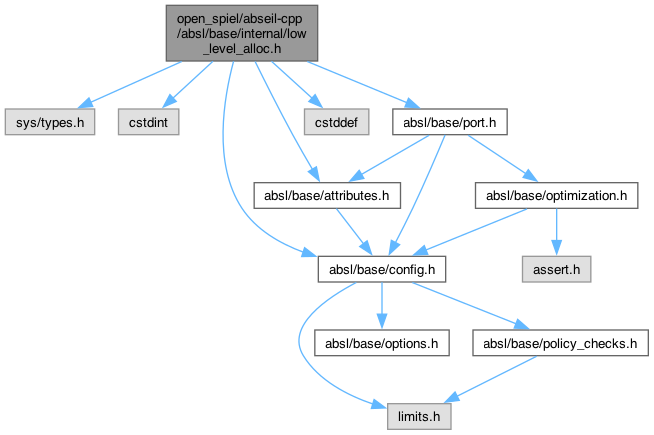 open_spiel/abseil-cpp
/absl/base/internal/low
_level_alloc.h
sys/types.h
cstdint
cstddef
absl/base/port.h
absl/base/attributes.h
absl/base/optimization.h
absl/base/config.h
assert.h
absl/base/options.h
absl/base/policy_checks.h
limits.h